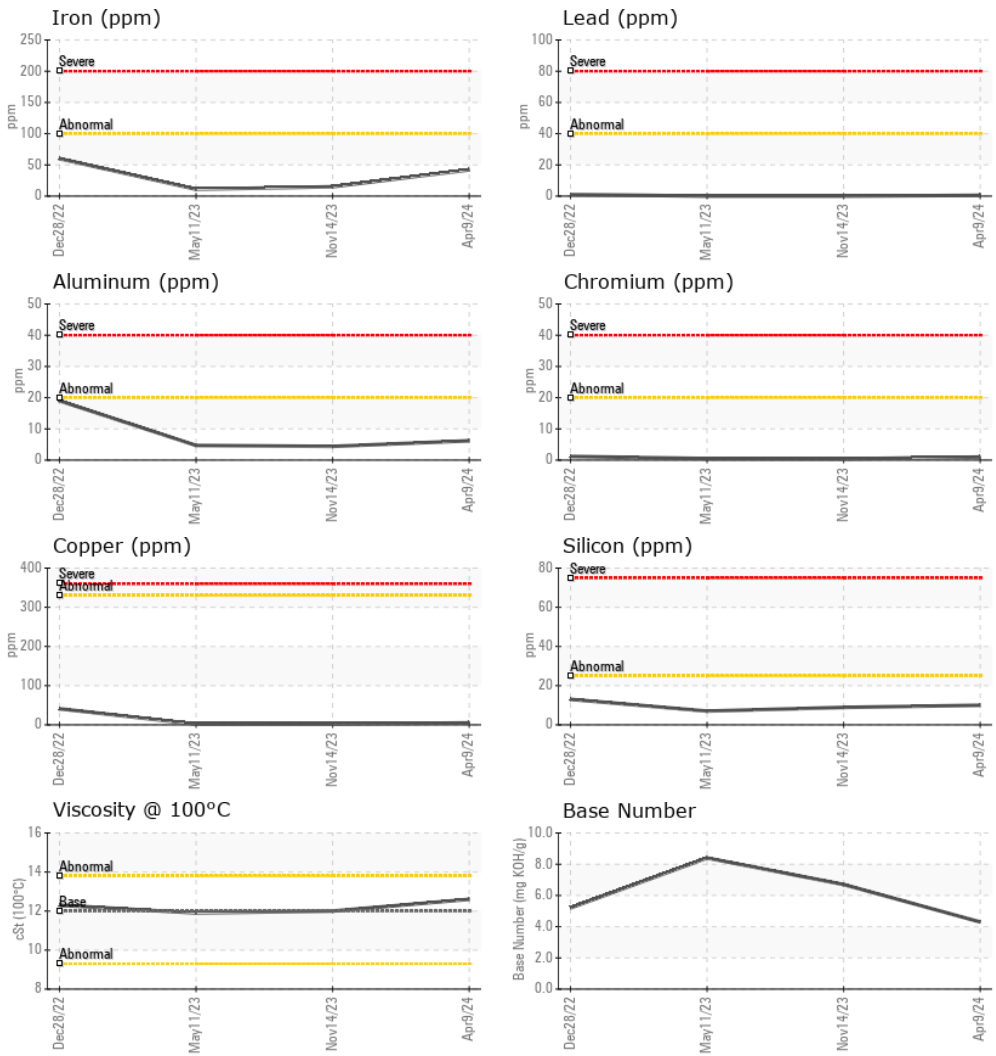 Iron (ppm)
250
200
150
100
50
0
ppm
Severe
Abnormal
Dec28/22
May11/23
Nov14/23
Apr9/24
Lead (ppm)
100
80
60
40
20
0
ppm
Severe
Abnormal
Dec28/22
May11/23
Nov14/23
Apr9/24
Aluminum (ppm)
50
40
30
20
10
0
ppm
Severe
Abnormal
Dec28/22
May11/23
Nov14/23
Apr9/24
Chromium (ppm)
50
40
30
20
10
0
ppm
Severe
Abnormal
Dec28/22
May11/23
Nov14/23
Apr9/24
Copper (ppm)
400
300
200
100
0
ppm
Severe
Abnormal
Dec28/22
May11/23
Nov14/23
Apr9/24
Silicon (ppm)
80
60
40
20
0
ppm
Severe
Abnormal
Dec28/22
May11/23
Nov14/23
Apr9/24
Viscosity @ 100°C
16
14
12
10
8
cSt (100°C)
Abnormal
Base
Abnormal
Dec28/22
May11/23
Nov14/23
Apr9/24
Base Number
10.0
8.0
6.0
4.0
2.0
0.0
Base Number (mg KOH/g)
Dec28/22
May11/23
Nov14/23
Apr9/24